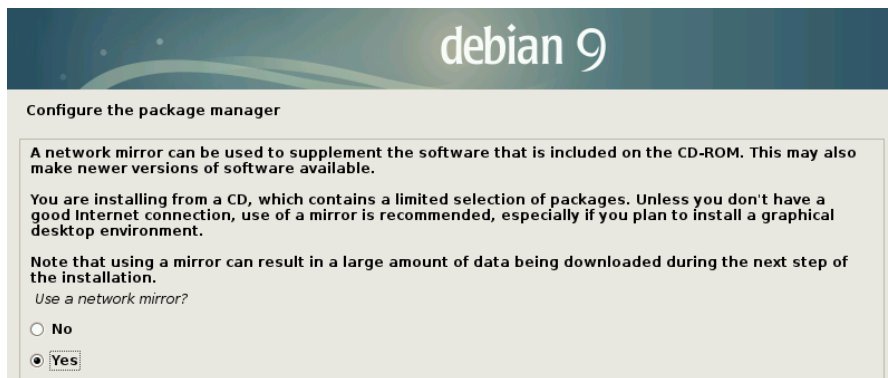 debian 9
Configure the package manager
A network mirror can be used to supplement the software that is included on the CD-ROM. This may also
make newer versions of software available.
You are installing from a CD, which contains a limited selection of packages. Unless you don't have a
good Internet connection, use of a mirror is recommended, especially if you plan to install a graphical
desktop environment.
Note that using a mirror can result in a large amount of data being downloaded during the next step of
the installation.
Use a network mirror?
No
Yes